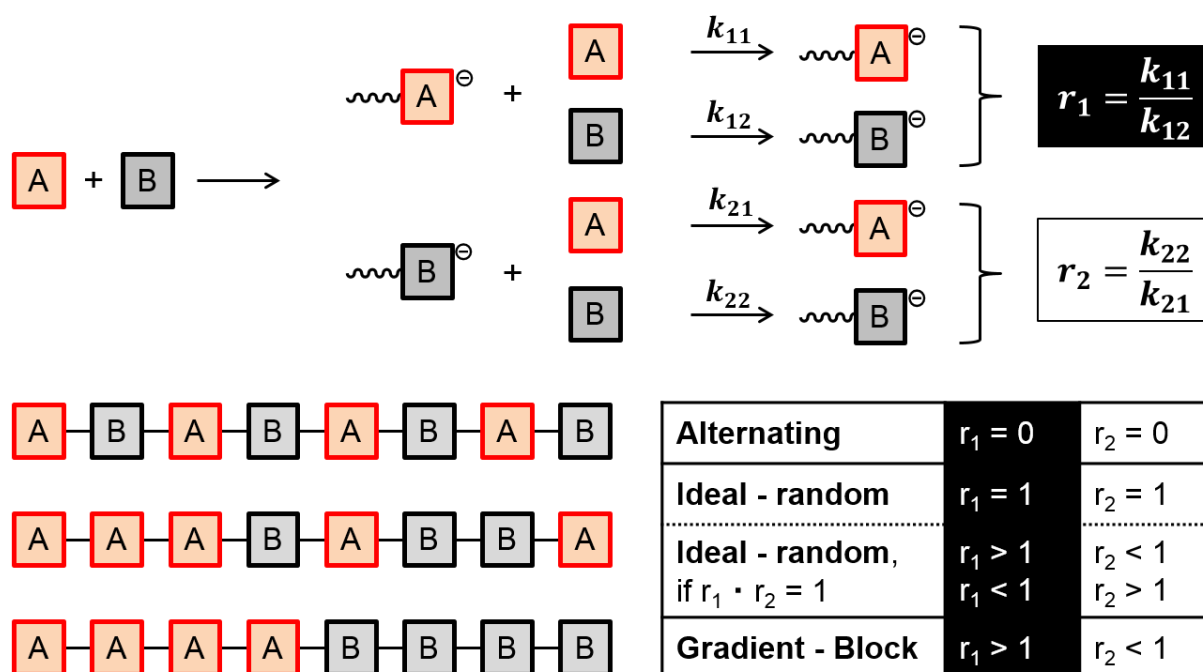 A + B
A ⊖ + A k₁₁ A ⊖
B k₁₂ B ⊖
r₁ = k₁₁ / k₁₂
B ⊖ + A k₂₁ A ⊖
B k₂₂ B ⊖
r₂ = k₂₂ / k₂₁
A B A B A B A B
A A A B A B B A
A A A A B B B B
Alternating r₁ = 0 r₂ = 0
Ideal - random r₁ = 1 r₂ = 1
Ideal - random, r₁ > 1 r₂ < 1
if r₁ · r₂ = 1 r₁ < 1 r₂ > 1
Gradient - Block r₁ > 1 r₂ < 1